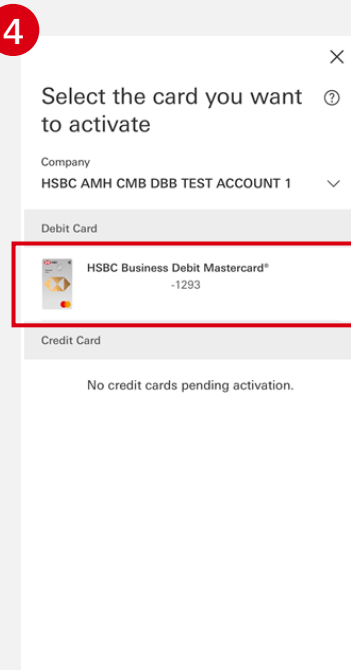 4
Select the card you want
to activate
Company
HSBC AMH CMB DBB TEST ACCOUNT 1
Debit Card
HSBC Business Debit Mastercard®
-1293
Credit Card
No credit cards pending activation.